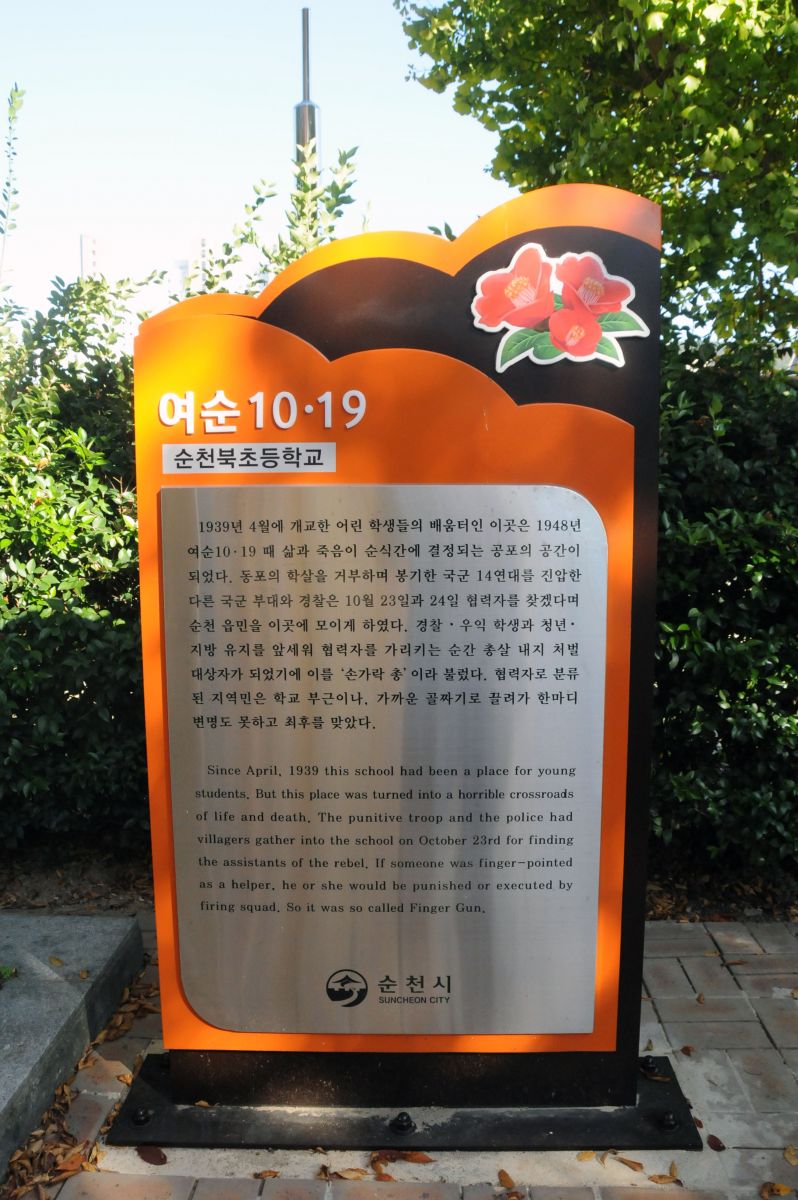 여순10·19
순천북초등학교
1939년 4월에 개교한 어린 학생들의 배움터인 이곳은 1948년
여순10·19 때 삶과 죽음이 순식간에 결정되는 공포의 공간이
되었다. 동포의 학살을 거부하며 봉기한 국군 14연대를 진압한
다른 국군 부대와 경찰은 10월 23일과 24일 협력자를 찾겠다며
순천 읍민을 이곳에 모이게 하였다. 경찰·우익 학생과 청년·
지방 유지를 앞세워 협력자를 가리키는 순간 총살 내지 처벌
대상자가 되었기에 이를 '손가락 총'이라 불렀다. 협력자로 분류
된 지역민은 학교 부근이나, 가까운 골짜기로 끌려가 한마디
변명도 못하고 최후를 맞았다.
Since April, 1939 this school had been a place for young
students. But this place was turned into a horrible crossroads
of life and death. The punitive troop and the police had
villagers gather into the school on October 23rd for finding
the assistants of the rebel. If someone was finger-pointed
as a helper, he or she would be punished or executed by
firing squad. So it was so called Finger Gun.
순천시
SUNCHEON CITY